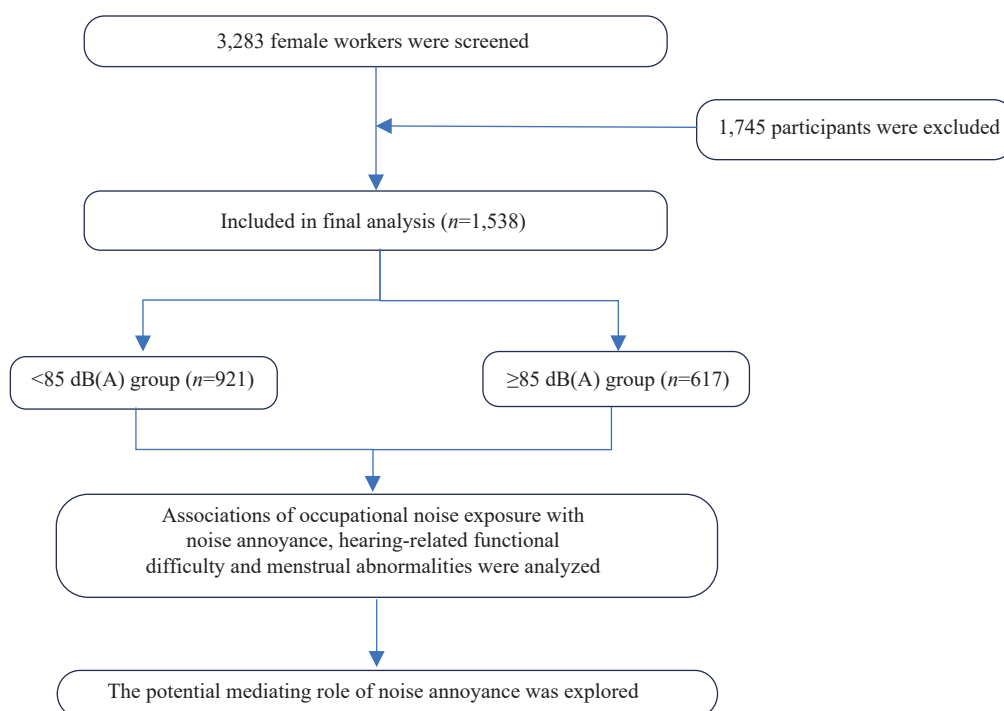 3,283 female workers were screened
1,745 participants were excluded
Included in final analysis (n=1,538)
<85 dB(A) group (n=921)
≥85 dB(A) group (n=617)
Associations of occupational noise exposure with
noise annoyance, hearing-related functional
difficulty and menstrual abnormalities were analyzed
The potential mediating role of noise annoyance was explored